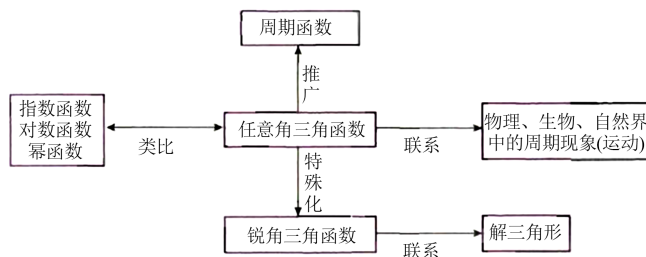 周期函数
推
广
指数函数
对数函数
幂函数
类比
任意角三角函数
联系
物理、生物、自然界
中的周期现象(运动)
特
殊
化
锐角三角函数
联系
解三角形